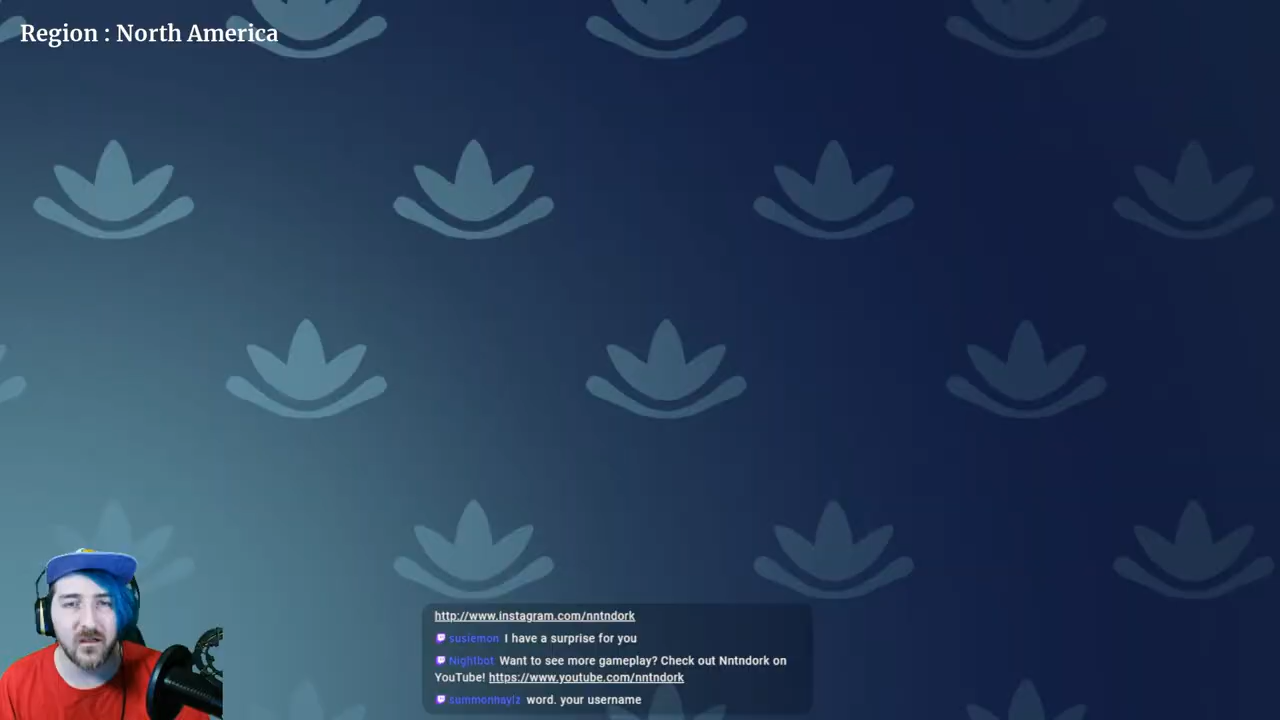 Region : North America
http://www.instagram.com/nntndork
susiemon I have a surprise for you
Nightbot Want to see more gameplay? Check out Nntndork on
YouTube! https://www.youtube.com/nntndork
summonhaylz word. your username